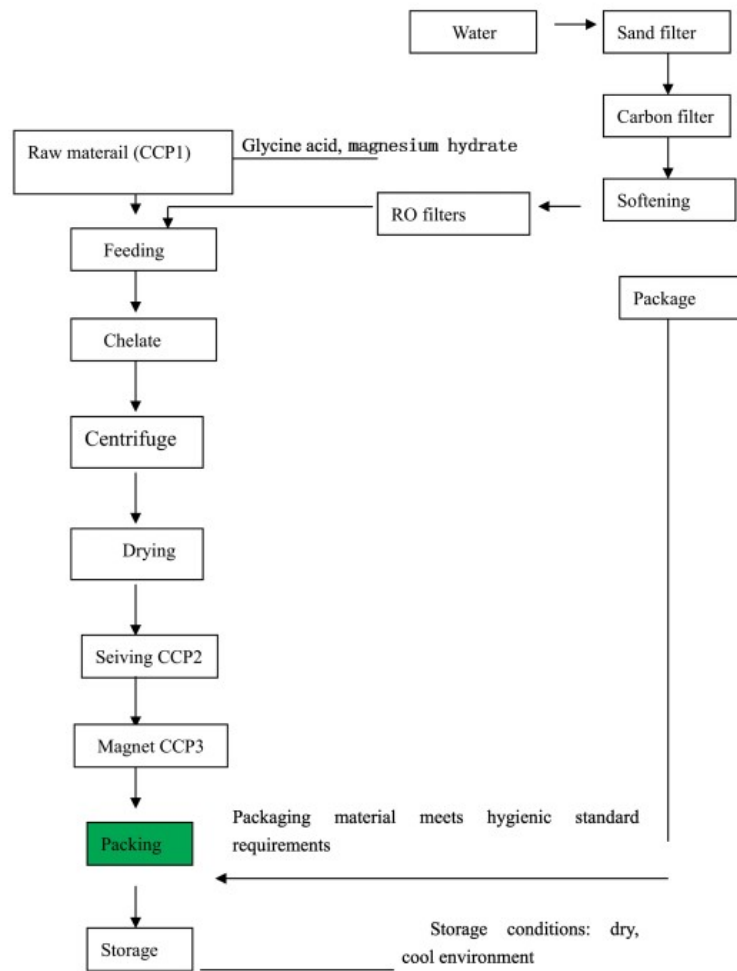 Water
Sand filter
Carbon filter
Raw materail (CCP1)
Glycine acid, magnesium hydrate
Softening
RO filters
Feeding
Package
Chelate
Centrifuge
Drying
Seiving CCP2
Magnet CCP3
Packaging material meets hygienic standard
requirements
Packing
Storage conditions: dry,
cool environment
Storage